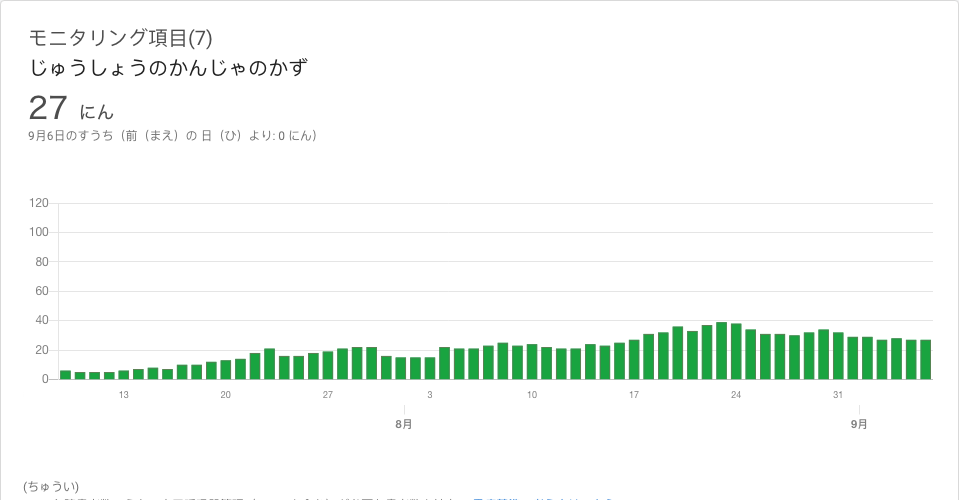 モニタリング項目(7)
じゅうしょうのかんじゃのかず
27 にん
9月6日のすうち（前（まえ）の 日（ひ）より: 0 にん）
120
100
80
60
40
20
0
13 20 27 3 10 17 24 31
8月 9月
(ちゅうい)